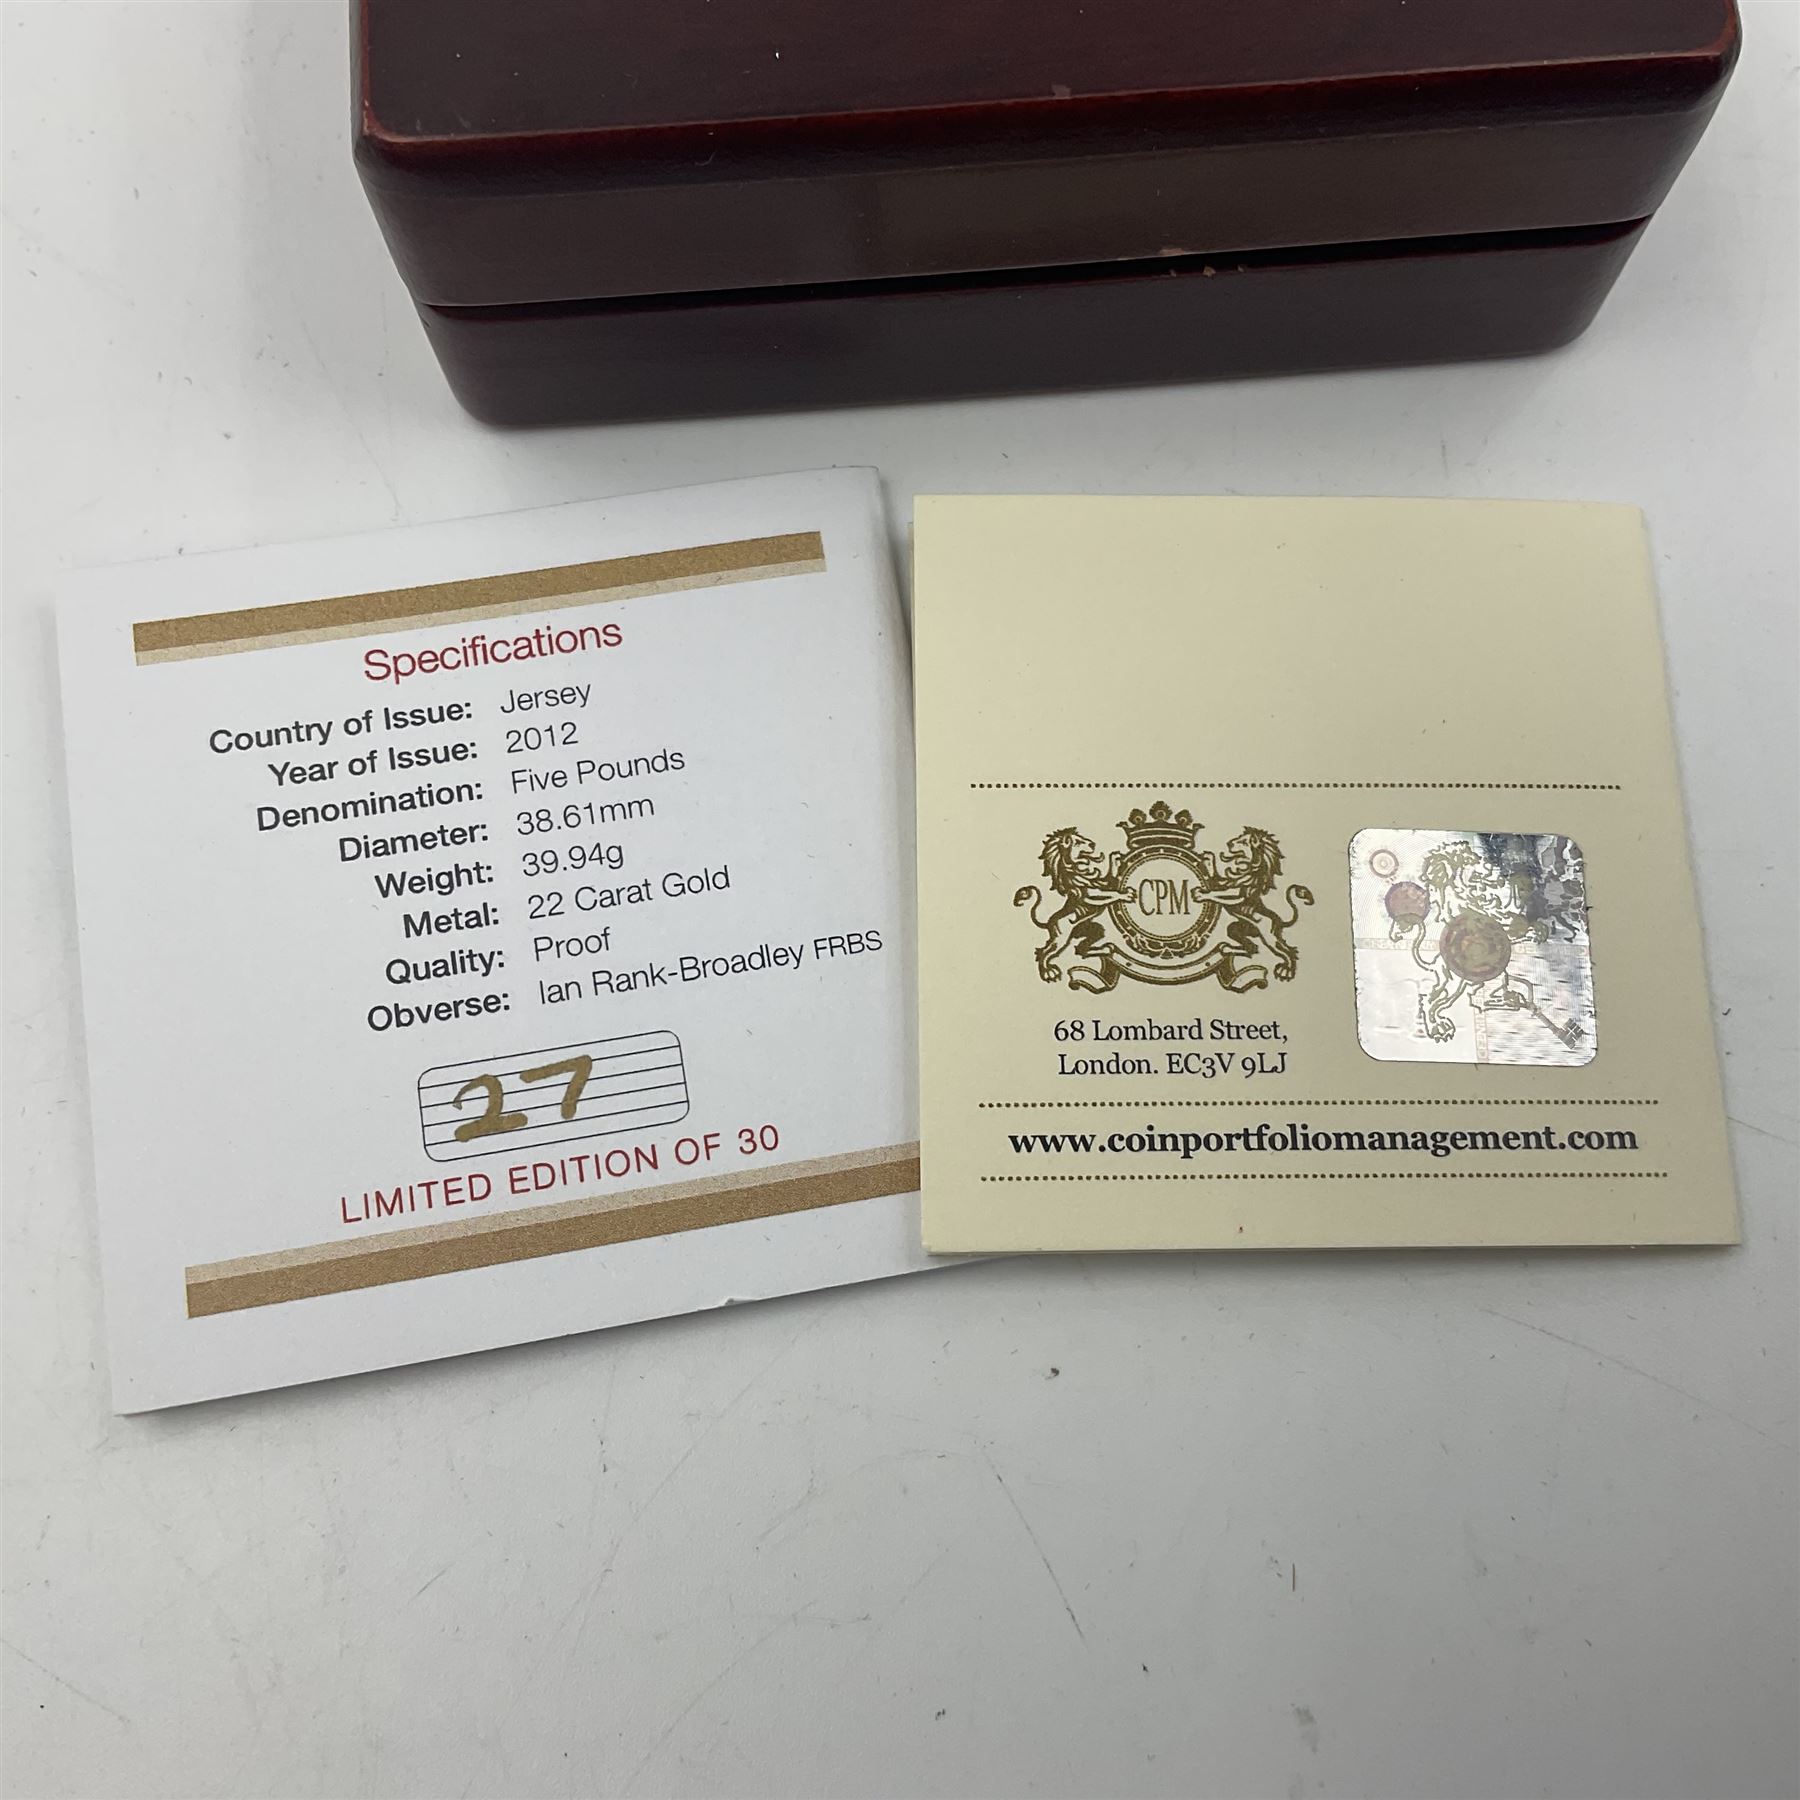 Specifications
Country of Issue: Jersey
Year of Issue: 2012
Denomination: Five Pounds
Diameter: 38.61mm
Weight: 39.94g
Metal: 22 Carat Gold
Quality: Proof
Obverse: Ian Rank-Broadley FRBS
27
LIMITED EDITION OF 30
CPM
68 Lombard Street,
London. EC3V 9LJ
www.coinportfoliomanagement.com